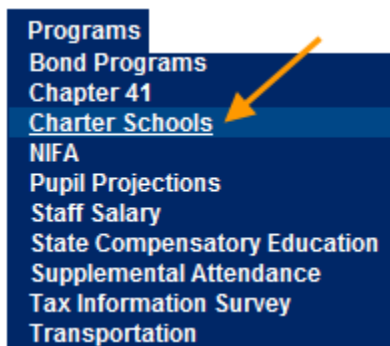 Programs
Bond Programs
Chapter 41
Charter Schools
NIFA
Pupil Projections
Staff Salary
State Compensatory Education
Supplemental Attendance
Tax Information Survey
Transportation